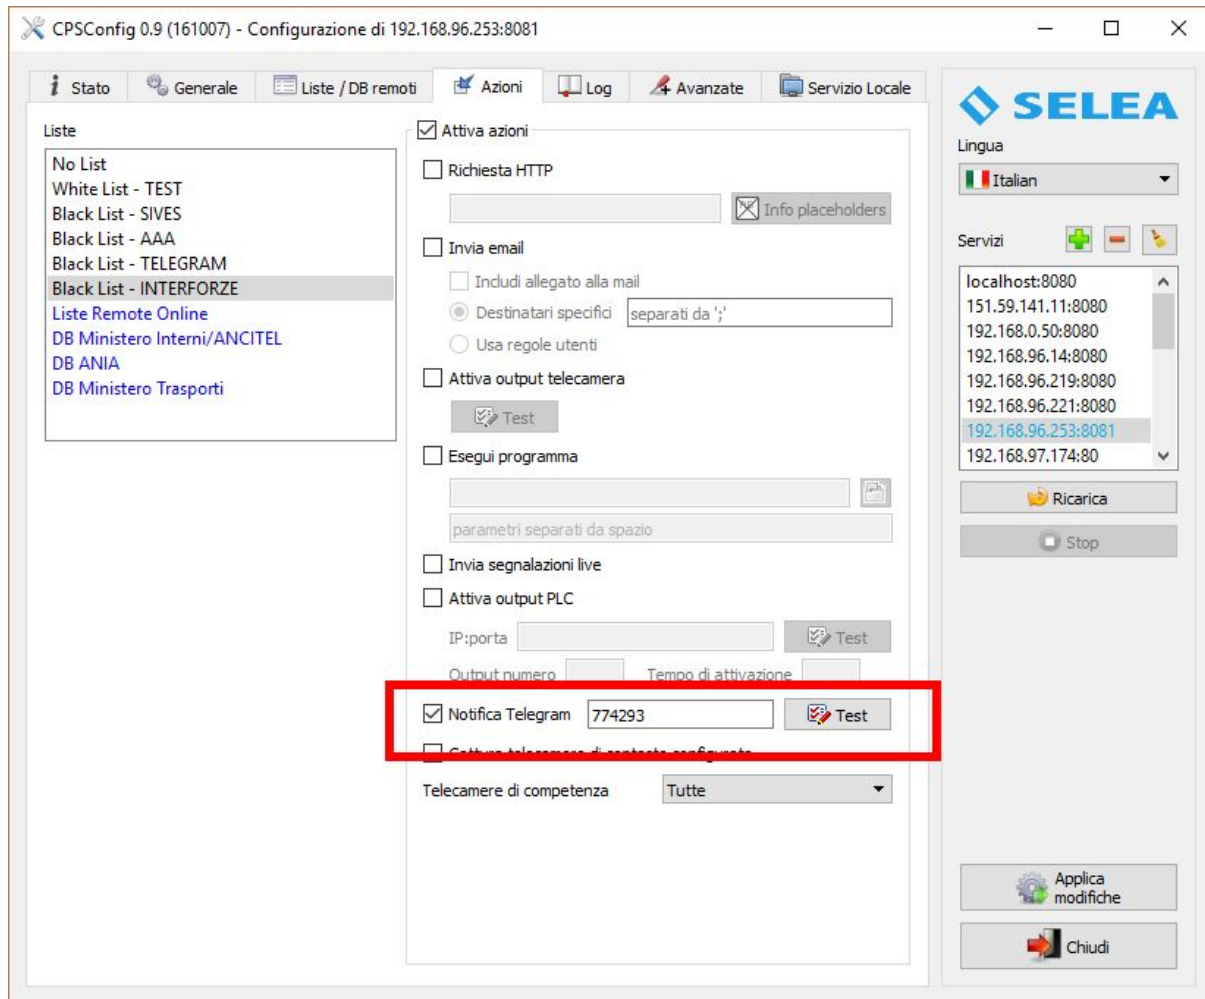 CPSConfig 0.9 (161007) - Configurazione di 192.168.96.253:8081
Stato
Generale
Liste / DB remoti
Azioni
Log
Avanzate
Servizio Locale
Liste
No List
White List - TEST
Black List - SIVES
Black List - AAA
Black List - TELEGRAM
Black List - INTERFORZE
Liste Remote Online
DB Ministero Interni/ANCITEL
DB ANIA
DB Ministero Trasporti
Attiva azioni
Richiesta HTTP
Info placeholders
Invia email
Includi allegato alla mail
Destinatari specifici
separati da ';'
Usa regole utenti
Attiva output telecamera
Test
Esegui programma
parametri separati da spazio
Invia segnalazioni live
Attiva output PLC
IP:porta
Test
Output numero
Tempo di attivazione
Notifica Telegram
774293
Test
Telecamere di competenza
Tutte
SELEA
Lingua
Italian
Servizi
localhost:8080
151.59.141.11:8080
192.168.0.50:8080
192.168.96.14:8080
192.168.96.219:8080
192.168.96.221:8080
192.168.96.253:8081
192.168.97.174:80
Ricarica
Stop
Applica
modifiche
Chiudi